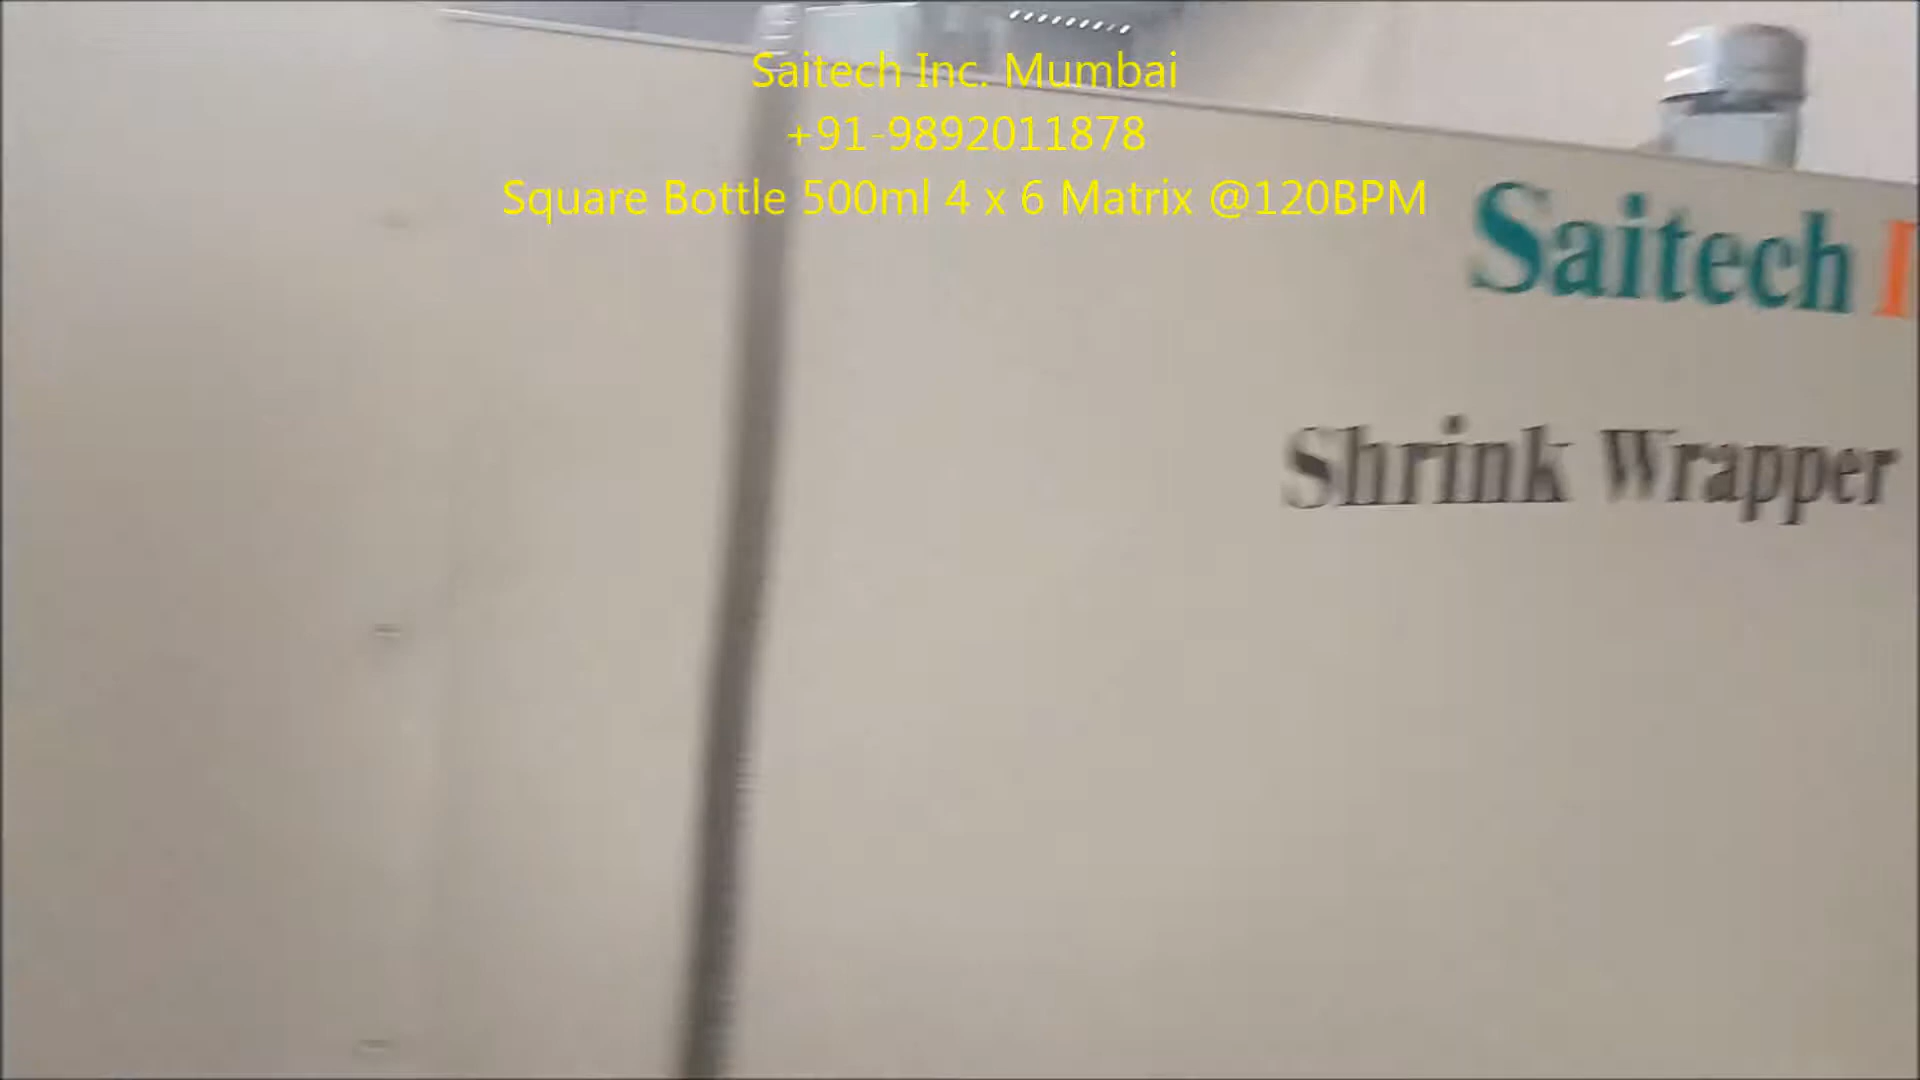 Saitech Inc. Mumbai
+91-9892011878
Square Bottle 500ml 4 x 6 Matrix @120BPM
Saitech I
Shrink Wrapper